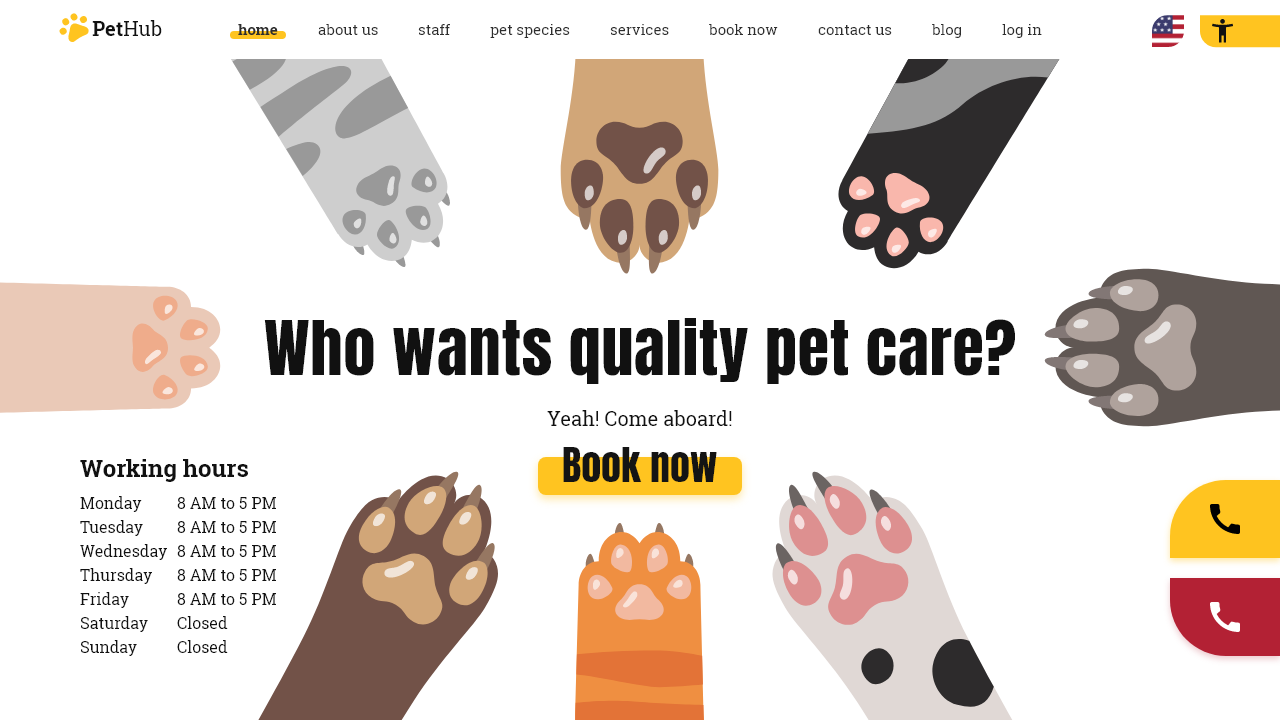 PetHub
home about us staff pet species services book now contact us blog log in
Who wants quality pet care?
Yeah! Come aboard!
Book now
Working hours
Monday 8 AM to 5 PM
Tuesday 8 AM to 5 PM
Wednesday 8 AM to 5 PM
Thursday 8 AM to 5 PM
Friday 8 AM to 5 PM
Saturday Closed
Sunday Closed